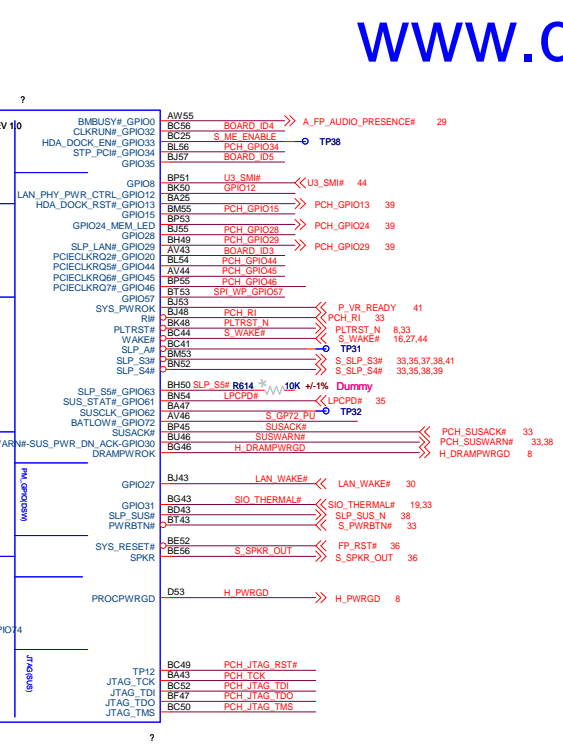 www.c
?
EV 1.0
BMBUSY#_GPIO0 AW55 A_FP_AUDIO_PRESENCE# 29
CLKRUN#_GPIO32 BC56 BOARD_ID4
HDA_DOCK_EN#_GPIO33 BC25 S_ME_ENABLE TP38
STP_PCI#_GPIO34 BL56 PCH_GPIO34
GPIO35 BJ57 BOARD_ID5
GPIO8 BP51 U3_SMI# U3_SMI# 44
LAN_PHY_PWR_CTRL_GPIO12 BK50 GPIO12
HDA_DOCK_RST#_GPIO13 BA25 PCH_GPIO13 39
GPIO15 BM55 PCH_GPIO15
GPIO24_MEM_LED BP53 PCH_GPIO24 39
GPIO28 BJ55 PCH_GPIO28
SLP_LAN#_GPIO29 BH49 PCH_GPIO29 PCH_GPIO29 39
PCIECLKRQ2#_GPIO20 AV43 BOARD_ID3
PCIECLKRQ5#_GPIO44 BL54 PCH_GPIO44
PCIECLKRQ6#_GPIO45 AV44 PCH_GPIO45
PCIECLKRQ7#_GPIO46 BP55 PCH_GPIO46
GPIO57 BT53 SPI_WP_GPIO57
SYS_PWROK BJ53 P_VR_READY 41
RI# BJ48 PCH_RI PCH_RI 33
PLTRST# BK48 PLTRST_N PLTRST_N 8,33
WAKE# BC44 S_WAKE# S_WAKE# 16,27,44
SLP_A# BC41 TP31
SLP_S3# BM53 S_SLP_S3# 33,35,37,38,41
SLP_S4# BN52 S_SLP_S4# 33,35,38,39
SLP_S5#_GPIO63 BH50 SLP_S5# R614 * 10K +/-1% Dummy
SUS_STAT#_GPIO61 BN54 LPCPD# LPCPD# 35
SUSCLK_GPIO62 BA47 TP32
BATLOW#_GPIO72 AV46 S_GP72_PU
SUSACK# BP45 SUSACK# PCH_SUSACK# 33
ARN#-SUS_PWR_DN_ACK-GPIO30 BU46 SUSWARN# PCH_SUSWARN# 33,38
DRAMPWROK BG46 H_DRAMPWRGD H_DRAMPWRGD 8
PM_GPIO(DSW)
GPIO27 BJ43 LAN_WAKE# LAN_WAKE# 30
GPIO31 BG43 SIO_THERMAL# SIO_THERMAL# 19,33
SLP_SUS# BD43 SLP_SUS_N 38
PWRBTN# BT43 S_PWRBTN# 33
SYS_RESET# BE52 FP_RST# 36
SPKR BE56 S_SPKR_OUT S_SPKR_OUT 36
PROCPWRGD D53 H_PWRGD H_PWRGD 8
PIO74
JTAG(SUS)
TP12 BC49 PCH_JTAG_RST#
JTAG_TCK BA43 PCH_TCK
JTAG_TDI BC52 PCH_JTAG_TDI
JTAG_TDO BF47 PCH_JTAG_TDO
JTAG_TMS BC50 PCH_JTAG_TMS
?